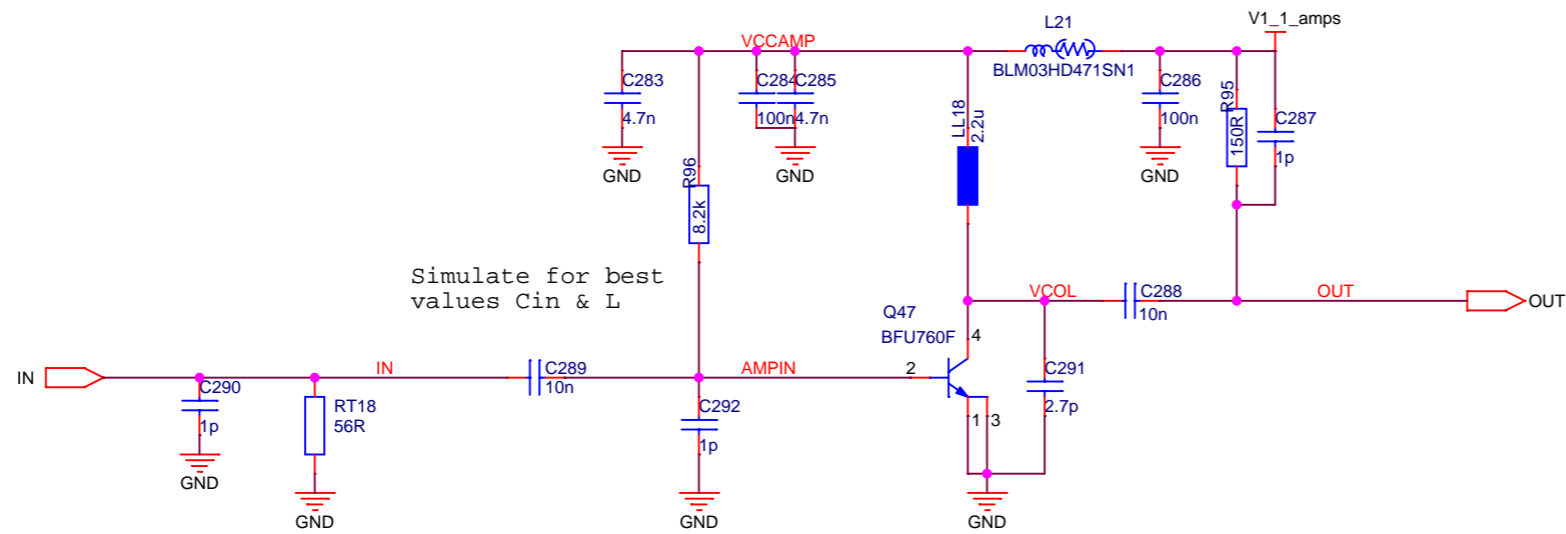 V1_1_amps
L21
VCCAMP
BLM03HD471SN1
C283
4.7n
GND
C284
100n
C285
4.7n
GND
LL18
2.2u
C286
100n
GND
R95
150R
C287
1p
R96
8.2k
Simulate for best
values Cin & L
VCOL
C288
10n
OUT
OUT
Q47
BFU760F
4
2
1
3
GND
C291
2.7p
IN
IN
C290
1p
GND
RT18
56R
GND
C289
10n
AMPIN
C292
1p
GND